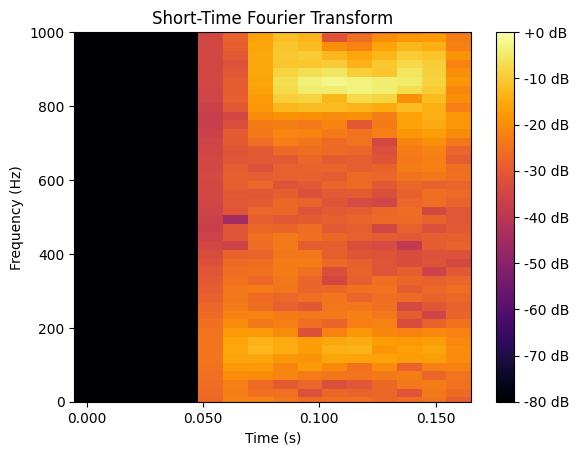 Short-Time Fourier Transform
Frequency (Hz)
1000
800
600
400
200
0
0.000
0.050
0.100
0.150
Time (s)
+0 dB
-10 dB
-20 dB
-30 dB
-40 dB
-50 dB
-60 dB
-70 dB
-80 dB